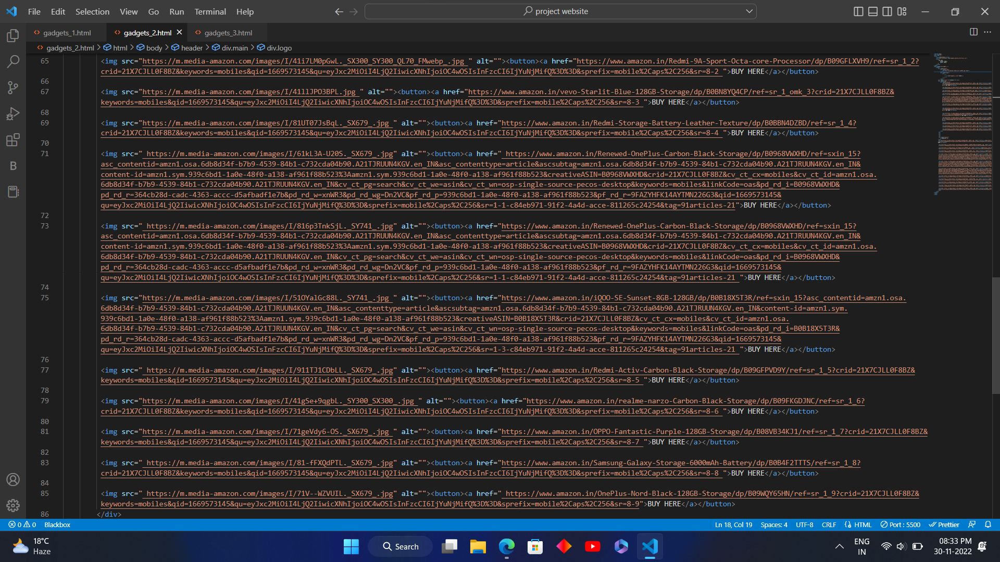 File Edit Selection View Go Run Terminal Help project website
gadgets_1.html gadgets_2.html gadgets_3.html
gadgets_2.html > html > body > header > div.main > div.logo
65 <img src="https://m.media-amazon.com/images/I/41i7LM0pGwL._SX300_SY300_QL70_FMwebp_.jpg " alt=""><button><a href="https://www.amazon.in/Redmi-9A-Sport-Octa-core-Processor/dp/B09GFLXVH9/ref=sr_1_2?
crid=21X7CJLL0F8BZ&keywords=mobiles&qid=1669573145&qu=eyJxc2MiOiI4LjQ2IiwicXNhIjoiOC4wOSIsInFzcCI6IjYuNjMifQ%3D%3D&sprefix=mobile%2Caps%2C256&sr=8-2 ">BUY HERE</a></button>
66
67 <img src="https://m.media-amazon.com/images/I/41llJPO3BPL.jpg " alt=""><button><a href="https://www.amazon.in/vevo-Starlit-Blue-128GB-Storage/dp/B0BN8YQ4CP/ref=sr_1_omk_3?crid=21X7CJLL0F8BZ&
keywords=mobiles&qid=1669573145&qu=eyJxc2MiOiI4LjQ2IiwicXNhIjoiOC4wOSIsInFzcCI6IjYuNjMifQ%3D%3D&sprefix=mobile%2Caps%2C256&sr=8-3 ">BUY HERE</a></button>
68
69 <img src="https://m.media-amazon.com/images/I/81UT07JsBqL._SX679_.jpg " alt=""><button><a href="https://www.amazon.in/Redmi-Storage-Battery-Leather-Texture/dp/B0BBN4DZBD/ref=sr_1_4?
crid=21X7CJLL0F8BZ&keywords=mobiles&qid=1669573145&qu=eyJxc2MiOiI4LjQ2IiwicXNhIjoiOC4wOSIsInFzcCI6IjYuNjMifQ%3D%3D&sprefix=mobile%2Caps%2C256&sr=8-4 ">BUY HERE</a></button>
70
71 <img src=" https://m.media-amazon.com/images/I/61kL3A-U20S._SX679_.jpg" alt=""><button><a href=" https://www.amazon.in/Renewed-OnePlus-Carbon-Black-Storage/dp/B0968VWXHD/ref=sxin_15?
asc_contentid=amzn1.osa.6db8d34f-b7b9-4539-84b1-c732cda04b90.A21TJRUUN4KGV.en_IN&asc_contenttype=article&ascsubtag=amzn1.osa.6db8d34f-b7b9-4539-84b1-c732cda04b90.A21TJRUUN4KGV.en_IN&
content-id=amzn1.sym.939c6bd1-1a0e-48f0-a138-af961f88b523%3Aamzn1.sym.939c6bd1-1a0e-48f0-a138-af961f88b523&creativeASIN=B0968VWXHD&crid=21X7CJLL0F8BZ&cv_ct_cx=mobiles&cv_ct_id=amzn1.osa.
6db8d34f-b7b9-4539-84b1-c732cda04b90.A21TJRUUN4KGV.en_IN&cv_ct_pg=search&cv_ct_we=asin&cv_ct_wn=osp-single-source-pecos-desktop&keywords=mobiles&linkCode=oas&pd_rd_i=B0968VWXHD&
pd_rd_r=364cb28d-cadc-4363-accc-d5afbadf1e7b&pd_rd_w=xnWR3&pd_rd_wg=Dn2VC&pf_rd_p=939c6bd1-1a0e-48f0-a138-af961f88b523&pf_rd_r=9FAZYHFK14AYTMN226G3&qid=1669573145&
qu=eyJxc2MiOiI4LjQ2IiwicXNhIjoiOC4wOSIsInFzcCI6IjYuNjMifQ%3D%3D&sprefix=mobile%2Caps%2C256&sr=1-1-c84eb971-91f2-4a4d-acce-811265c24254&tag=91articles-21">BUY HERE</a></button>
72
73 <img src=" https://m.media-amazon.com/images/I/816p3TnkSjL._SY741_.jpg" alt=""><button><a href="https://www.amazon.in/Renewed-OnePlus-Carbon-Black-Storage/dp/B0968VWXHD/ref=sxin_15?
asc_contentid=amzn1.osa.6db8d34f-b7b9-4539-84b1-c732cda04b90.A21TJRUUN4KGV.en_IN&asc_contenttype=article&ascsubtag=amzn1.osa.6db8d34f-b7b9-4539-84b1-c732cda04b90.A21TJRUUN4KGV.en_IN&
content-id=amzn1.sym.939c6bd1-1a0e-48f0-a138-af961f88b523%3Aamzn1.sym.939c6bd1-1a0e-48f0-a138-af961f88b523&creativeASIN=B0968VWXHD&crid=21X7CJLL0F8BZ&cv_ct_cx=mobiles&cv_ct_id=amzn1.osa.
6db8d34f-b7b9-4539-84b1-c732cda04b90.A21TJRUUN4KGV.en_IN&cv_ct_pg=search&cv_ct_we=asin&cv_ct_wn=osp-single-source-pecos-desktop&keywords=mobiles&linkCode=oas&pd_rd_i=B0968VWXHD&
pd_rd_r=364cb28d-cadc-4363-accc-d5afbadf1e7b&pd_rd_w=xnWR3&pd_rd_wg=Dn2VC&pf_rd_p=939c6bd1-1a0e-48f0-a138-af961f88b523&pf_rd_r=9FAZYHFK14AYTMN226G3&qid=1669573145&
qu=eyJxc2MiOiI4LjQ2IiwicXNhIjoiOC4wOSIsInFzcCI6IjYuNjMifQ%3D%3D&sprefix=mobile%2Caps%2C256&sr=1-1-c84eb971-91f2-4a4d-acce-811265c24254&tag=91articles-21 ">BUY HERE</a></button>
74
75 <img src="https://m.media-amazon.com/images/I/51OYalGc88L._SY741_.jpg " alt=""><button><a href="https://www.amazon.in/iQOO-SE-Sunset-8GB-128GB/dp/B0B18X5T3R/ref=sxin_15?asc_contentid=amzn1.osa.
6db8d34f-b7b9-4539-84b1-c732cda04b90.A21TJRUUN4KGV.en_IN&asc_contenttype=article&ascsubtag=amzn1.osa.6db8d34f-b7b9-4539-84b1-c732cda04b90.A21TJRUUN4KGV.en_IN&content-id=amzn1.sym.
939c6bd1-1a0e-48f0-a138-af961f88b523%3Aamzn1.sym.939c6bd1-1a0e-48f0-a138-af961f88b523&creativeASIN=B0B18X5T3R&crid=21X7CJLL0F8BZ&cv_ct_cx=mobiles&cv_ct_id=amzn1.osa.
6db8d34f-b7b9-4539-84b1-c732cda04b90.A21TJRUUN4KGV.en_IN&cv_ct_pg=search&cv_ct_we=asin&cv_ct_wn=osp-single-source-pecos-desktop&keywords=mobiles&linkCode=oas&pd_rd_i=B0B18X5T3R&
pd_rd_r=364cb28d-cadc-4363-accc-d5afbadf1e7b&pd_rd_w=xnWR3&pd_rd_wg=Dn2VC&pf_rd_p=939c6bd1-1a0e-48f0-a138-af961f88b523&pf_rd_r=9FAZYHFK14AYTMN226G3&qid=1669573145&
qu=eyJxc2MiOiI4LjQ2IiwicXNhIjoiOC4wOSIsInFzcCI6IjYuNjMifQ%3D%3D&sprefix=mobile%2Caps%2C256&sr=1-3-c84eb971-91f2-4a4d-acce-811265c24254&tag=91articles-21 ">BUY HERE</a></button>
76
77 <img src=" https://m.media-amazon.com/images/I/911TJ1CDbLL._SX679_.jpg" alt=""><button><a href="https://www.amazon.in/Redmi-Activ-Carbon-Black-Storage/dp/B09GFPVD9Y/ref=sr_1_5?crid=21X7CJLL0F8BZ&
keywords=mobiles&qid=1669573145&qu=eyJxc2MiOiI4LjQ2IiwicXNhIjoiOC4wOSIsInFzcCI6IjYuNjMifQ%3D%3D&sprefix=mobile%2Caps%2C256&sr=8-5 ">BUY HERE</a></button>
78
79 <img src="https://m.media-amazon.com/images/I/41gSe+9qgbL._SY300_SX300_.jpg " alt=""><button><a href="https://www.amazon.in/realme-narzo-Carbon-Black-Storage/dp/B09FKGDJNC/ref=sr_1_6?
crid=21X7CJLL0F8BZ&keywords=mobiles&qid=1669573145&qu=eyJxc2MiOiI4LjQ2IiwicXNhIjoiOC4wOSIsInFzcCI6IjYuNjMifQ%3D%3D&sprefix=mobile%2Caps%2C256&sr=8-6 ">BUY HERE</a></button>
80
81 <img src="https://m.media-amazon.com/images/I/71geVdy6-OS._SX679_.jpg " alt=""><button><a href="https://www.amazon.in/OPPO-Fantastic-Purple-128GB-Storage/dp/B08VB34KJ1/ref=sr_1_7?crid=21X7CJLL0F8BZ&
keywords=mobiles&qid=1669573145&qu=eyJxc2MiOiI4LjQ2IiwicXNhIjoiOC4wOSIsInFzcCI6IjYuNjMifQ%3D%3D&sprefix=mobile%2Caps%2C256&sr=8-7 ">BUY HERE</a></button>
82
83 <img src=" https://m.media-amazon.com/images/I/81-fFXQdPTL._SX679_.jpg" alt=""><button><a href="https://www.amazon.in/Samsung-Galaxy-Storage-6000mAh-Battery/dp/B0B4F2TTTS/ref=sr_1_8?
crid=21X7CJLL0F8BZ&keywords=mobiles&qid=1669573145&qu=eyJxc2MiOiI4LjQ2IiwicXNhIjoiOC4wOSIsInFzcCI6IjYuNjMifQ%3D%3D&sprefix=mobile%2Caps%2C256&sr=8-8 ">BUY HERE</a></button>
84
85 <img src=" https://m.media-amazon.com/images/I/71V--WZVUIL._SX679_.jpg" alt=""><button><a href=" https://www.amazon.in/OnePlus-Nord-Black-128GB-Storage/dp/B09WQY65HN/ref=sr_1_9?crid=21X7CJLL0F8BZ&
keywords=mobiles&qid=1669573145&qu=eyJxc2MiOiI4LjQ2IiwicXNhIjoiOC4wOSIsInFzcCI6IjYuNjMifQ%3D%3D&sprefix=mobile%2Caps%2C256&sr=8-9">BUY HERE</a></button>
86 </div>
0 0 Blackbox Ln 18, Col 19 Spaces: 4 UTF-8 CRLF HTML Port : 5500 Prettier
18°C
Haze
Search
ENG
IN
08:33 PM
30-11-2022